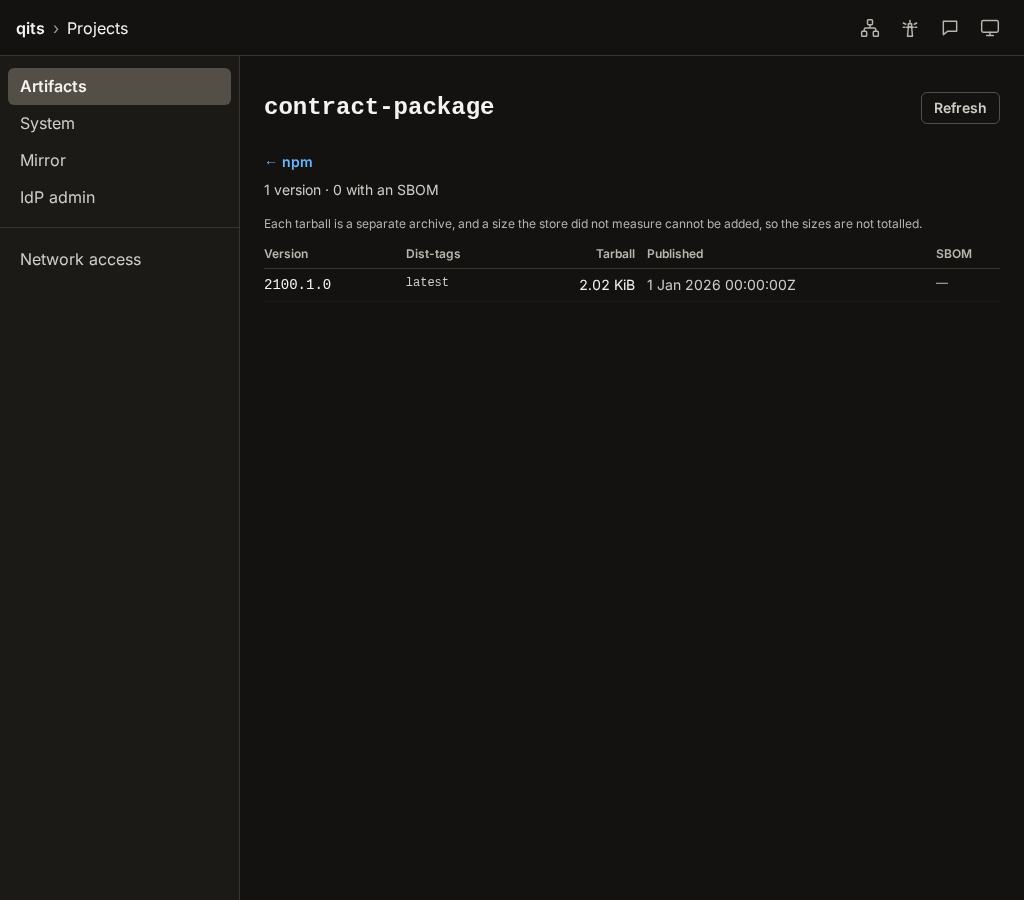 qits › Projects
Artifacts
System
Mirror
IdP admin
Network access
contract-package
Refresh
← npm
1 version · 0 with an SBOM
Each tarball is a separate archive, and a size the store did not measure cannot be added, so the sizes are not totalled.
Version Dist-tags Tarball Published SBOM
2100.1.0 latest 2.02 KiB 1 Jan 2026 00:00:00Z —